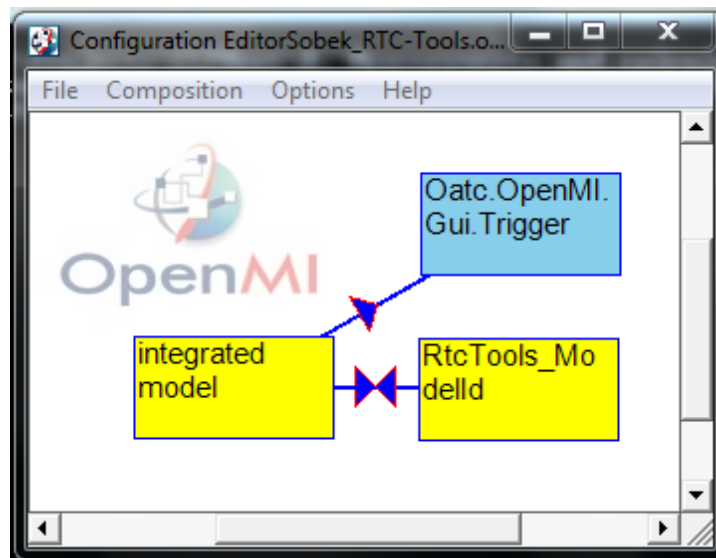 Configuration EditorSobek_RTC-Tools.o...
File Composition Options Help
OpenMI
Oatc.OpenMI.
Gui.Trigger
integrated
model
RtcTools_Mo
delId